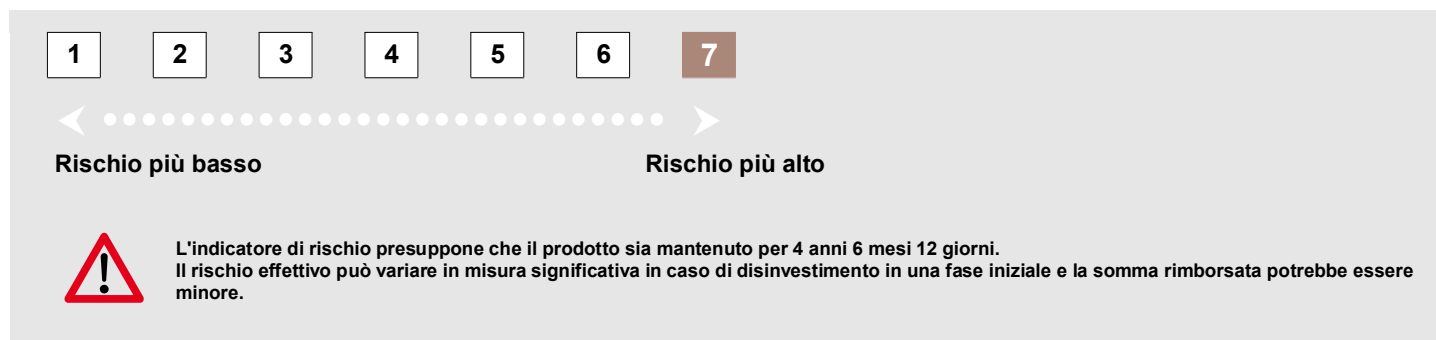 1 2 3 4 5 6 7
Rischio più basso Rischio più alto
L'indicatore di rischio presuppone che il prodotto sia mantenuto per 4 anni 6 mesi 12 giorni.
Il rischio effettivo può variare in misura significativa in caso di disinvestimento in una fase iniziale e la somma rimborsata potrebbe essere
minore.